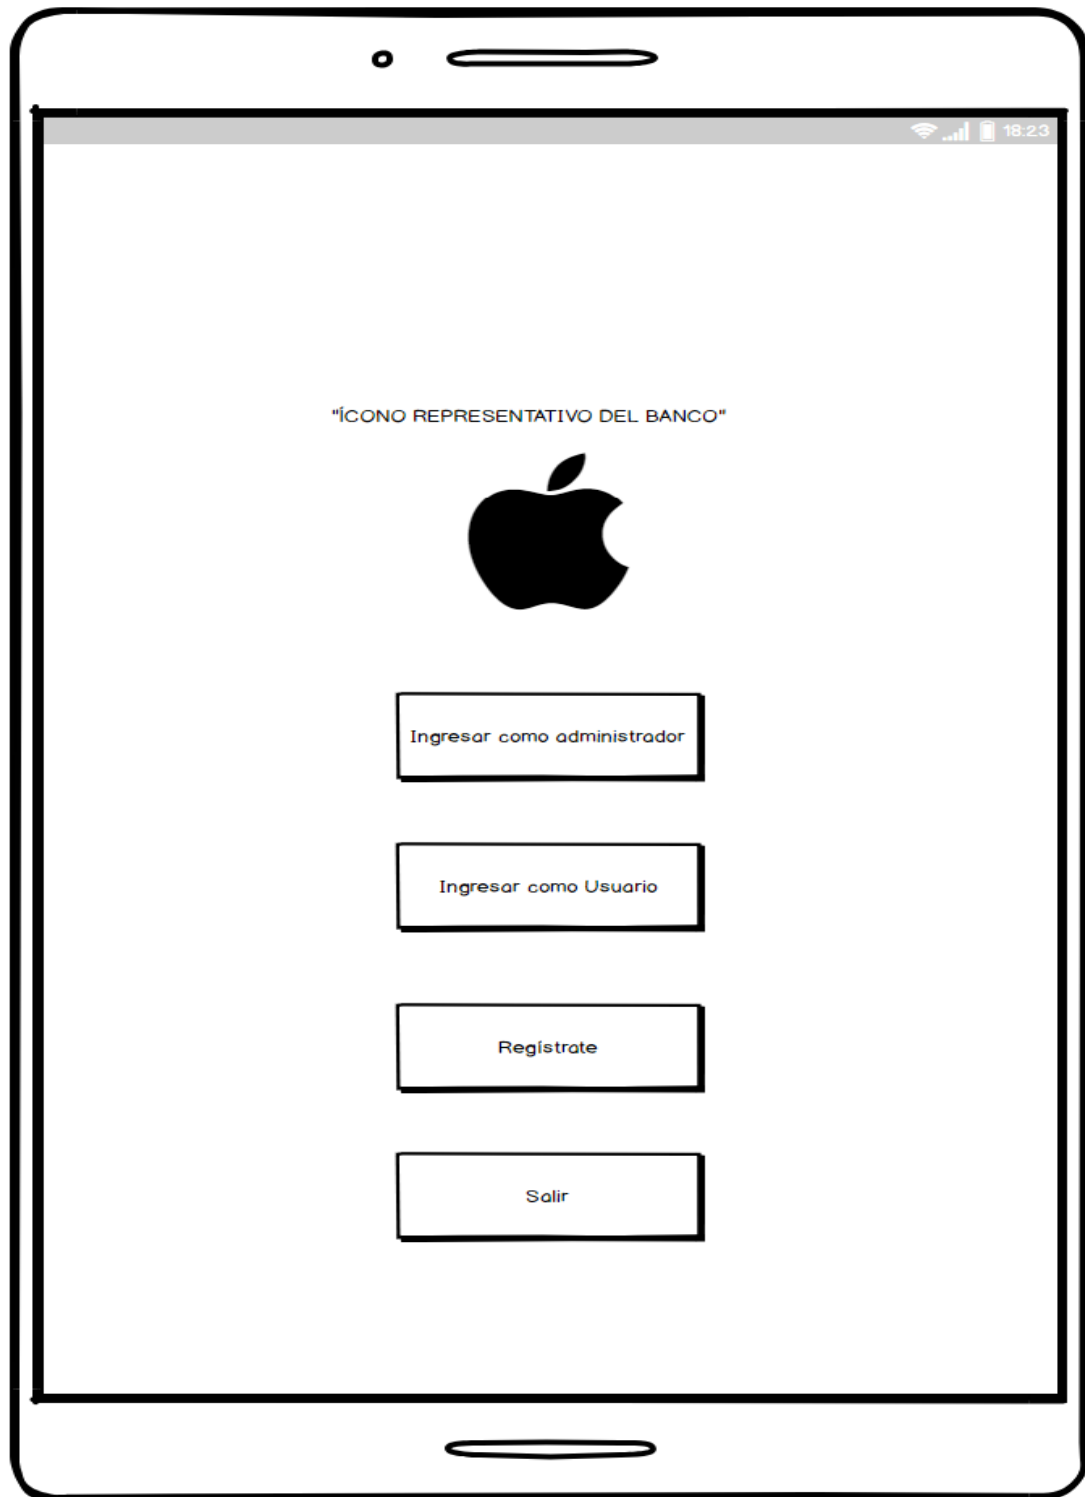 18:23
"ÍCONO REPRESENTATIVO DEL BANCO"
Ingresar como administrador
Ingresar como Usuario
Regístrate
Salir